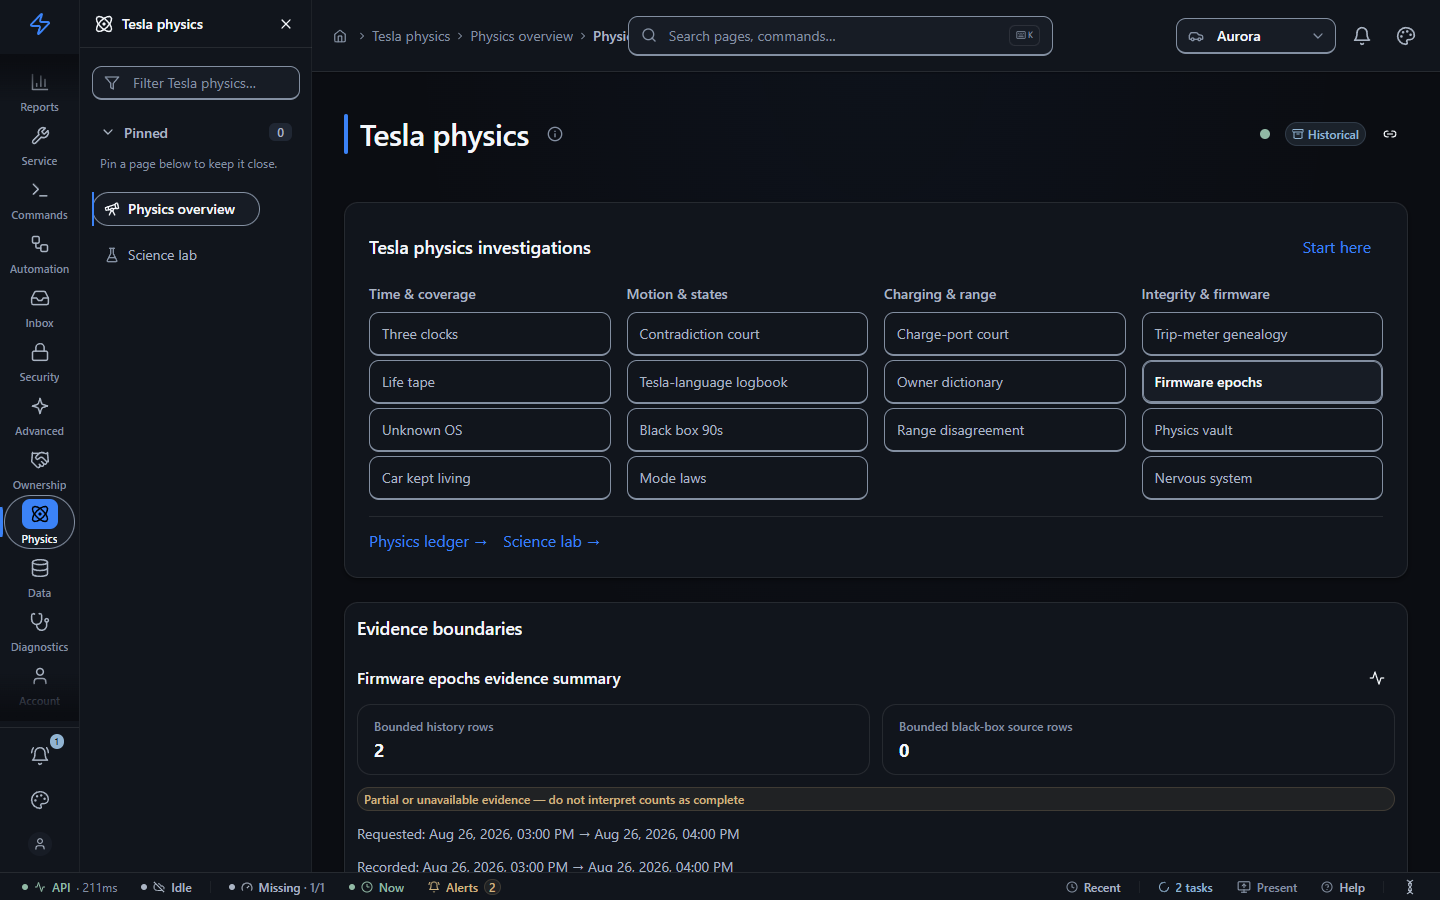 Tesla physics
Tesla physics
Physics overview
Search pages, commands...
K
Aurora
Filter Tesla physics...
Pinned
0
Pin a page below to keep it close.
Physics overview
Science lab
Reports
Service
Commands
Automation
Inbox
Security
Advanced
Ownership
Physics
Data
Diagnostics
Account
1
Tesla physics
Historical
Tesla physics investigations
Start here
Time & coverage
Three clocks
Life tape
Unknown OS
Car kept living
Motion & states
Contradiction court
Tesla-language logbook
Black box 90s
Mode laws
Charging & range
Charge-port court
Owner dictionary
Range disagreement
Integrity & firmware
Trip-meter genealogy
Firmware epochs
Physics vault
Nervous system
Physics ledger →
Science lab →
Evidence boundaries
Firmware epochs evidence summary
Bounded history rows
2
Bounded black-box source rows
0
Partial or unavailable evidence — do not interpret counts as complete
Requested: Aug 26, 2026, 03:00 PM → Aug 26, 2026, 04:00 PM
Recorded: Aug 26, 2026, 03:00 PM → Aug 26, 2026, 04:00 PM
API · 211ms
Idle
Missing · 1/1
Now
Alerts 2
Recent
2 tasks
Present
Help